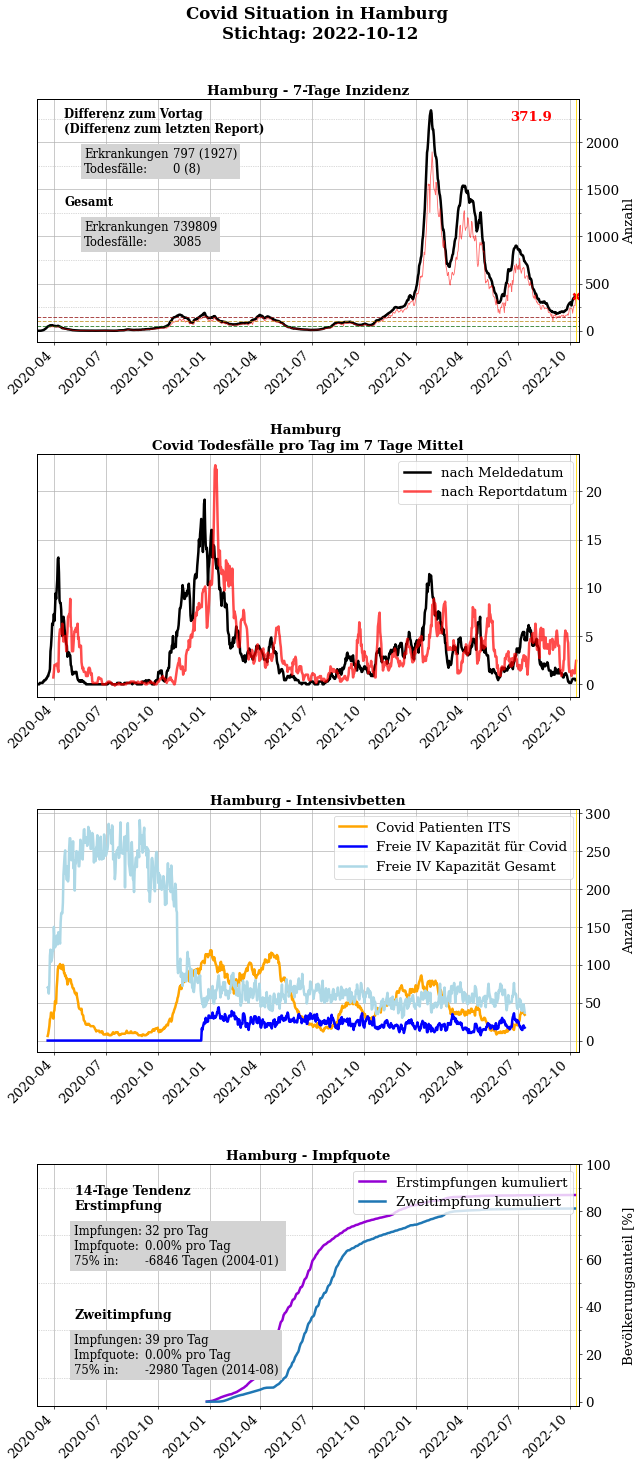 Covid Situation in Hamburg
Stichtag: 2022-10-12
Hamburg - 7-Tage Inzidenz
Differenz zum Vortag
(Differenz zum letzten Report)
Erkrankungen 797 (1927)
Todesfälle: 0 (8)
Gesamt
Erkrankungen 739809
Todesfälle: 3085
371.9
2000
1500
1000
500
0
Anzahl
2020-04 2020-07 2020-10 2021-01 2021-04 2021-07 2021-10 2022-01 2022-04 2022-07 2022-10
Hamburg
Covid Todesfälle pro Tag im 7 Tage Mittel
nach Meldedatum
nach Reportdatum
20
15
10
5
0
2020-04 2020-07 2020-10 2021-01 2021-04 2021-07 2021-10 2022-01 2022-04 2022-07 2022-10
Hamburg - Intensivbetten
Covid Patienten ITS
Freie IV Kapazität für Covid
Freie IV Kapazität Gesamt
300
250
200
150
100
50
0
Anzahl
2020-04 2020-07 2020-10 2021-01 2021-04 2021-07 2021-10 2022-01 2022-04 2022-07 2022-10
Hamburg - Impfquote
Erstimpfungen kumuliert
Zweitimpfung kumuliert
14-Tage Tendenz
Erstimpfung
Impfungen: 32 pro Tag
Impfquote: 0.00% pro Tag
75% in: -6846 Tagen (2004-01)
Zweitimpfung
Impfungen: 39 pro Tag
Impfquote: 0.00% pro Tag
75% in: -2980 Tagen (2014-08)
100
80
60
40
20
0
Bevölkerungsanteil [%]
2020-04 2020-07 2020-10 2021-01 2021-04 2021-07 2021-10 2022-01 2022-04 2022-07 2022-10